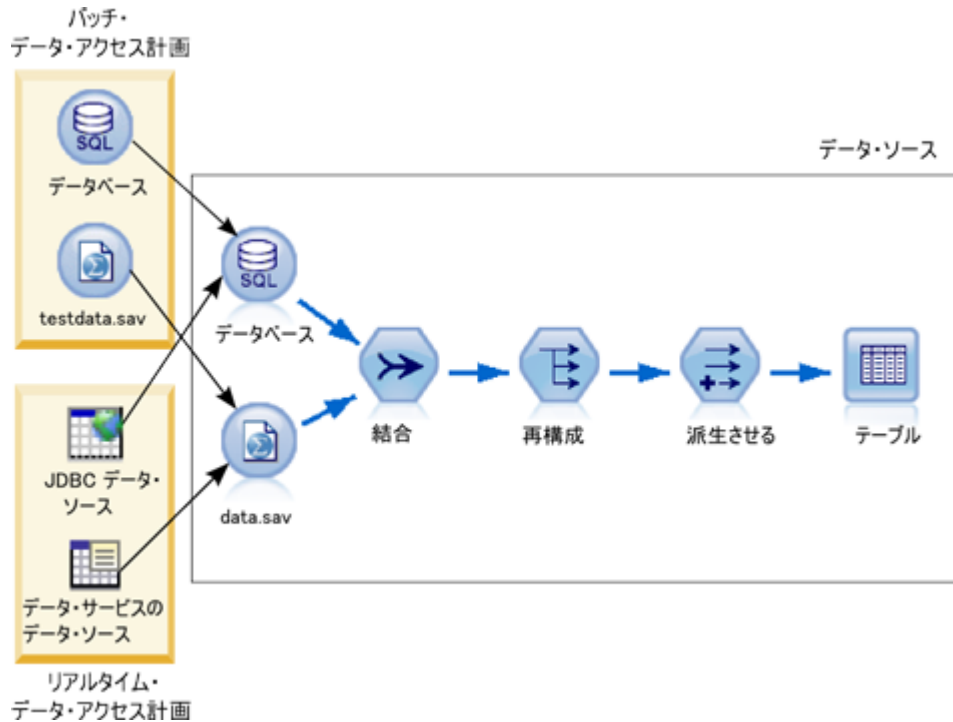 バッチ・
データ・アクセス計画
SQL
データベース
testdata.sav
データ・ソース
SQL
データベース
data.sav
結合
再構成
派生させる
テーブル
JDBC データ・
ソース
データ・サービスの
データ・ソース
リアルタイム・
データ・アクセス計画